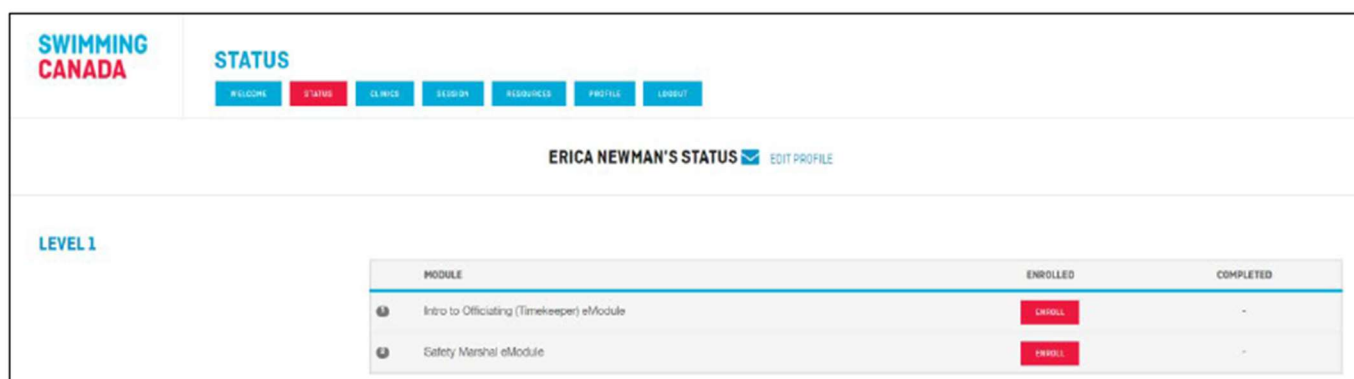 SWIMMING
CANADA
STATUS
WELCOME STATUS CLINICS SESSION RESOURCES PROFILE LOGOUT
ERICA NEWMAN'S STATUS EDIT PROFILE
LEVEL 1
MODULE ENROLLED COMPLETED
Intro to Officiating (Timekeeper) eModule ENROLL -
Safety Marshal eModule ENROLL -